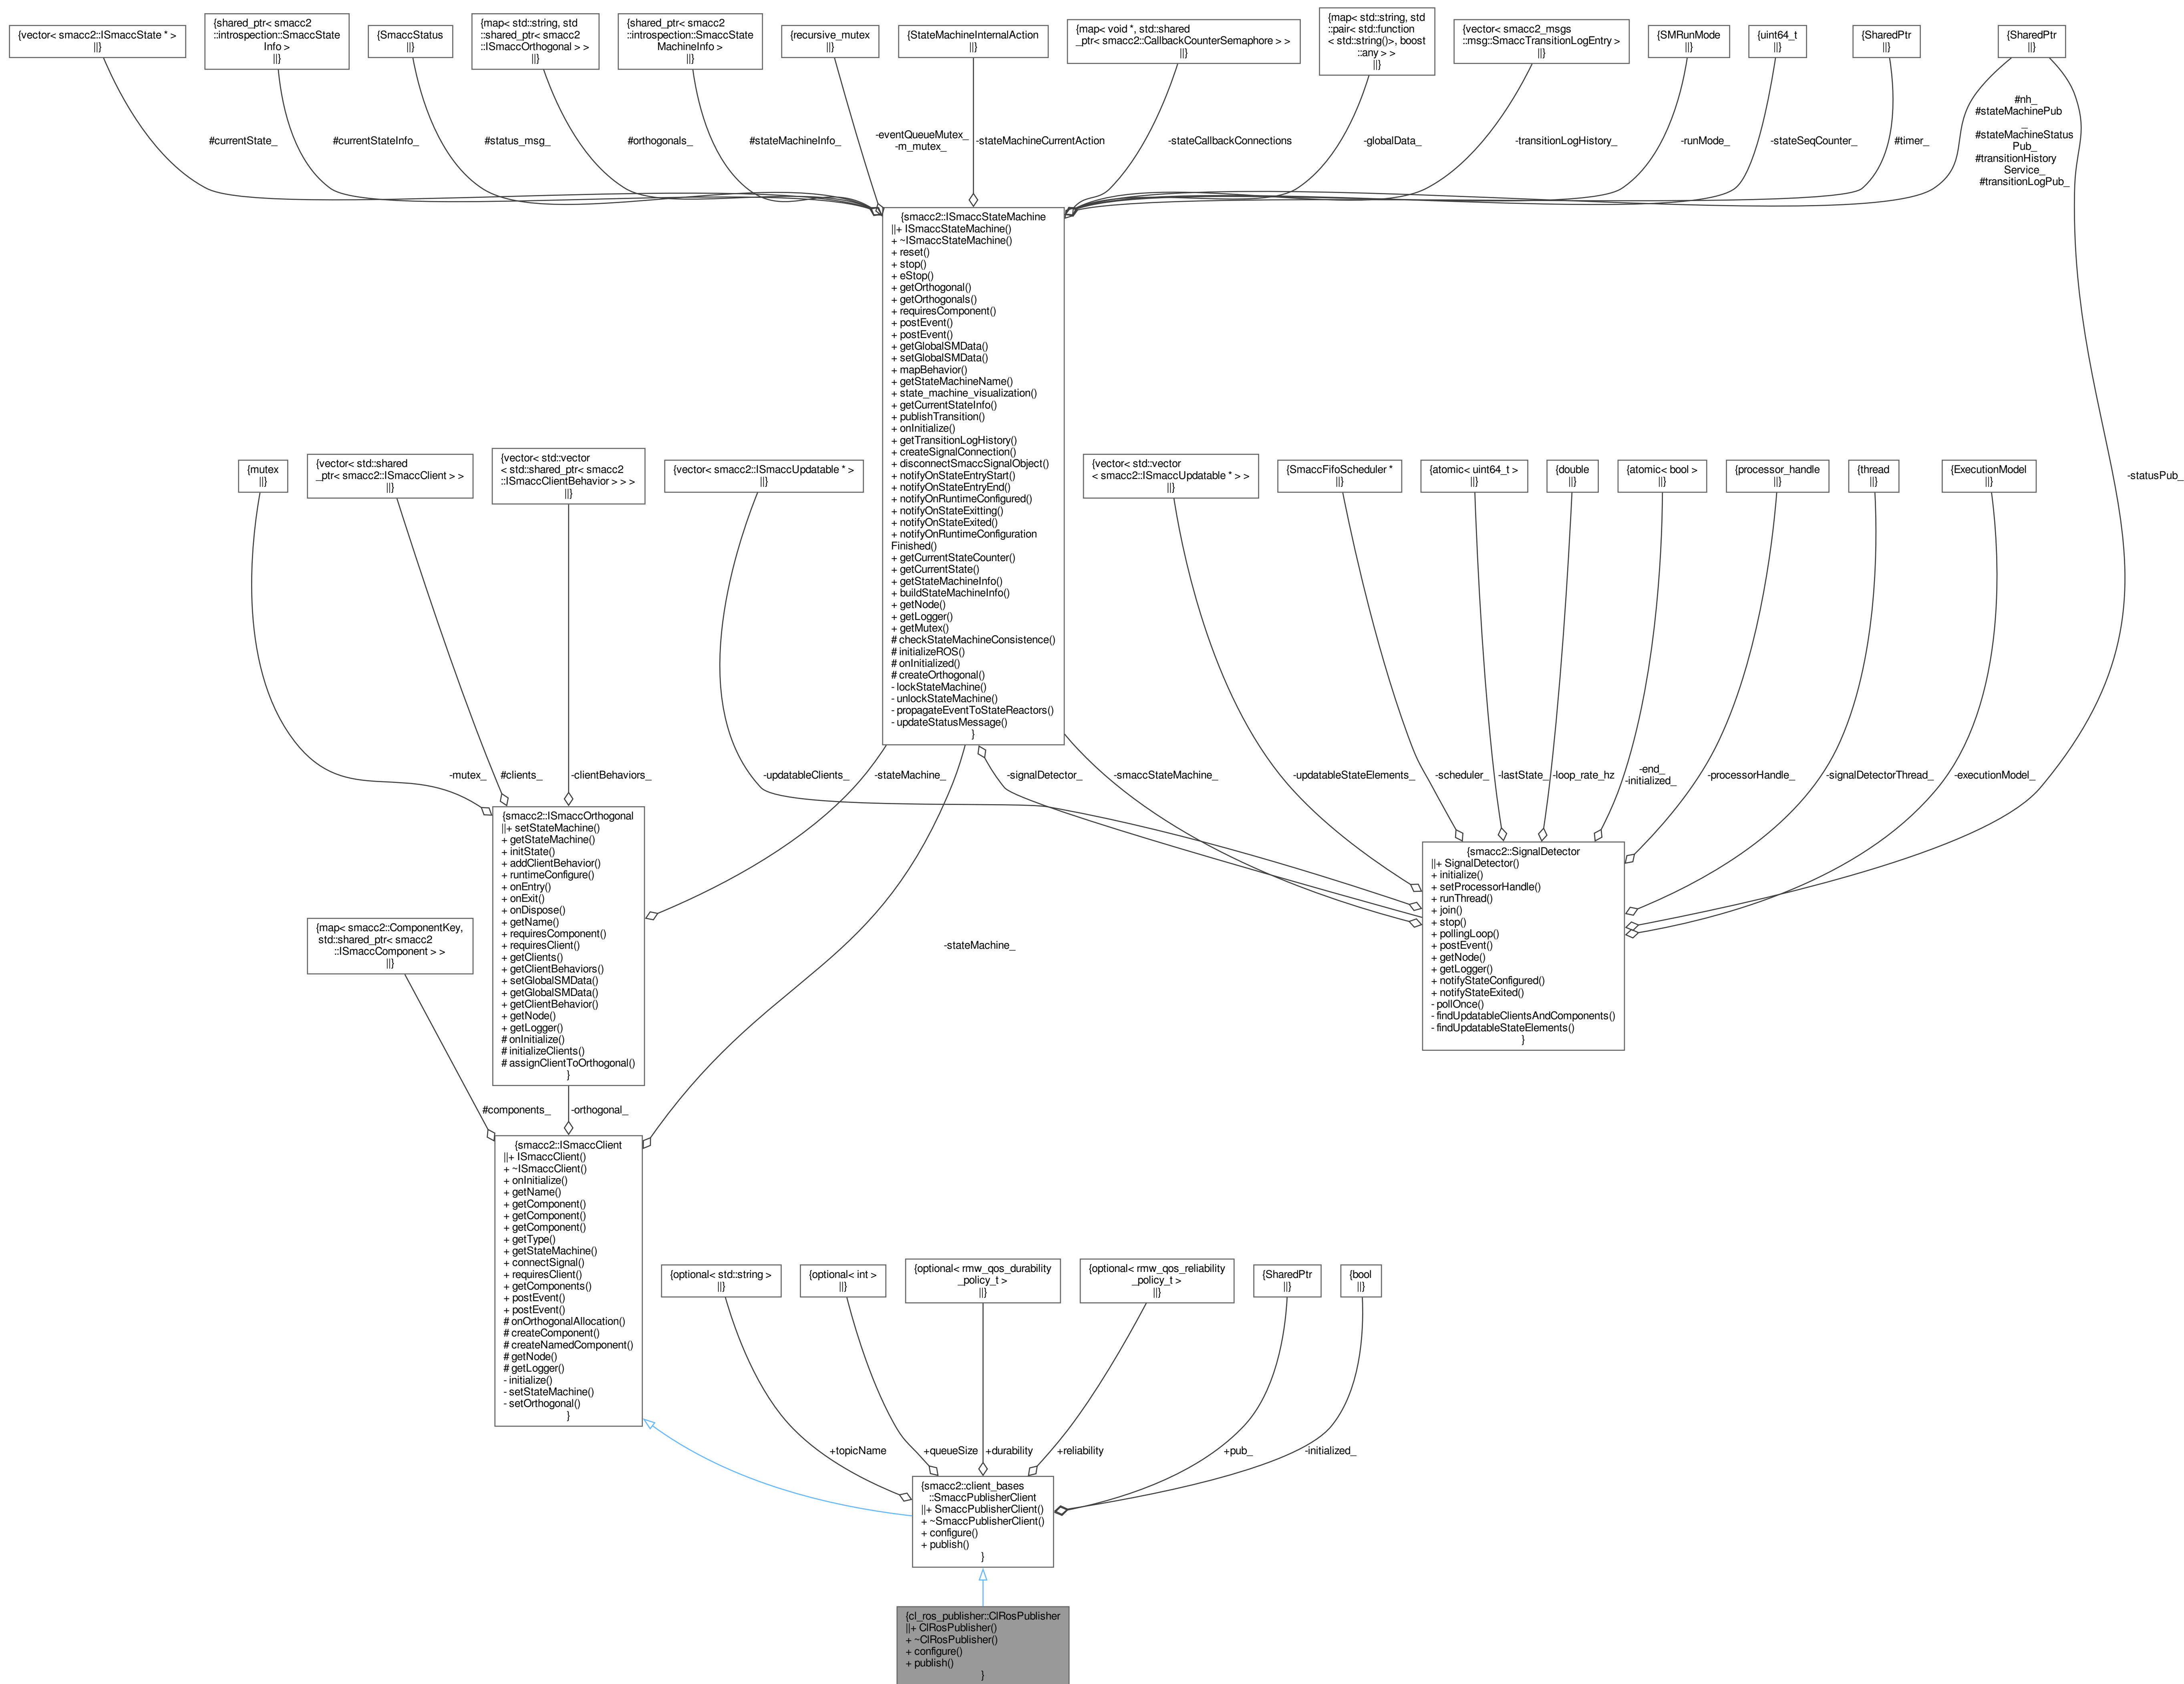 {vector< smacc2::ISmaccState * >
||}
{shared_ptr< smacc2
::introspection::SmaccState
Info >
||}
{SmaccStatus
||}
{map< std::string, std
::shared_ptr< smacc2
::ISmaccOrthogonal > >
||}
{shared_ptr< smacc2
::introspection::SmaccState
MachineInfo >
||}
{recursive_mutex
||}
{StateMachineInternalAction
||}
{map< void *, std::shared
_ptr< smacc2::CallbackCounterSemaphore > >
||}
{map< std::string, std
::pair< std::function
< std::string()>, boost
::any > >
||}
{vector< smacc2_msgs
::msg::SmaccTransitionLogEntry >
||}
{SMRunMode
||}
{uint64_t
||}
{SharedPtr
||}
{SharedPtr
||}
#currentState_
#currentStateInfo_
#status_msg_
#orthogonals_
#stateMachineInfo_
-eventQueueMutex_
-m_mutex_
-stateMachineCurrentAction
-stateCallbackConnections
-globalData_
-transitionLogHistory_
-runMode_
-stateSeqCounter_
#timer_
#nh_
#stateMachinePub
_
#stateMachineStatus
Pub_
#transitionHistory
Service_
#transitionLogPub_
{smacc2::ISmaccStateMachine
||+ ISmaccStateMachine()
+ ~ISmaccStateMachine()
+ reset()
+ stop()
+ eStop()
+ getOrthogonal()
+ getOrthogonals()
+ requiresComponent()
+ postEvent()
+ postEvent()
+ getGlobalSMData()
+ setGlobalSMData()
+ mapBehavior()
+ getStateMachineName()
+ state_machine_visualization()
+ getCurrentStateInfo()
+ publishTransition()
+ onInitialize()
+ getTransitionLogHistory()
+ createSignalConnection()
+ disconnectSmaccSignalObject()
+ notifyOnStateEntryStart()
+ notifyOnStateEntryEnd()
+ notifyOnRuntimeConfigured()
+ notifyOnStateExitting()
+ notifyOnStateExited()
+ notifyOnRuntimeConfiguration
Finished()
+ getCurrentStateCounter()
+ getCurrentState()
+ getStateMachineInfo()
+ buildStateMachineInfo()
+ getNode()
+ getLogger()
+ getMutex()
# checkStateMachineConsistence()
# initializeROS()
# onInitialized()
# createOrthogonal()
- lockStateMachine()
- unlockStateMachine()
- propagateEventToStateReactors()
- updateStatusMessage()
}
{mutex
||}
{vector< std::shared
_ptr< smacc2::ISmaccClient > >
||}
{vector< std::vector
< std::shared_ptr< smacc2
::ISmaccClientBehavior > > >
||}
{vector< smacc2::ISmaccUpdatable * >
||}
{vector< std::vector
< smacc2::ISmaccUpdatable * > >
||}
{SmaccFifoScheduler *
||}
{atomic< uint64_t >
||}
{double
||}
{atomic< bool >
||}
{processor_handle
||}
{thread
||}
{ExecutionModel
||}
-statusPub_
-mutex_
#clients_
-clientBehaviors_
-updatableClients_
-stateMachine_
-signalDetector_
-smaccStateMachine_
-updatableStateElements_
-scheduler_
-lastState_
-loop_rate_hz
-end_
-initialized_
-processorHandle_
-signalDetectorThread_
-executionModel_
{smacc2::ISmaccOrthogonal
||+ setStateMachine()
+ getStateMachine()
+ initState()
+ addClientBehavior()
+ runtimeConfigure()
+ onEntry()
+ onExit()
+ onDispose()
+ getName()
+ requiresComponent()
+ requiresClient()
+ getClients()
+ getClientBehaviors()
+ setGlobalSMData()
+ getGlobalSMData()
+ getClientBehavior()
+ getNode()
+ getLogger()
# onInitialize()
# initializeClients()
# assignClientToOrthogonal()
}
{smacc2::SignalDetector
||+ SignalDetector()
+ initialize()
+ setProcessorHandle()
+ runThread()
+ join()
+ stop()
+ pollingLoop()
+ postEvent()
+ getNode()
+ getLogger()
+ notifyStateConfigured()
+ notifyStateExited()
- pollOnce()
- findUpdatableClientsAndComponents()
- findUpdatableStateElements()
}
{map< smacc2::ComponentKey,
std::shared_ptr< smacc2
::ISmaccComponent > >
||}
-stateMachine_
#components_
-orthogonal_
{smacc2::ISmaccClient
||+ ISmaccClient()
+ ~ISmaccClient()
+ onInitialize()
+ getName()
+ getComponent()
+ getComponent()
+ getComponent()
+ getType()
+ getStateMachine()
+ connectSignal()
+ requiresClient()
+ getComponents()
+ postEvent()
+ postEvent()
# onOrthogonalAllocation()
# createComponent()
# createNamedComponent()
# getNode()
# getLogger()
- initialize()
- setStateMachine()
- setOrthogonal()
}
{optional< std::string >
||}
{optional< int >
||}
{optional< rmw_qos_durability
_policy_t >
||}
{optional< rmw_qos_reliability
_policy_t >
||}
{SharedPtr
||}
{bool
||}
+topicName
+queueSize
+durability
+reliability
+pub_
-initialized_
{smacc2::client_bases
::SmaccPublisherClient
||+ SmaccPublisherClient()
+ ~SmaccPublisherClient()
+ configure()
+ publish()
}
{cl_ros_publisher::ClRosPublisher
||+ ClRosPublisher()
+ ~ClRosPublisher()
+ configure()
+ publish()
}